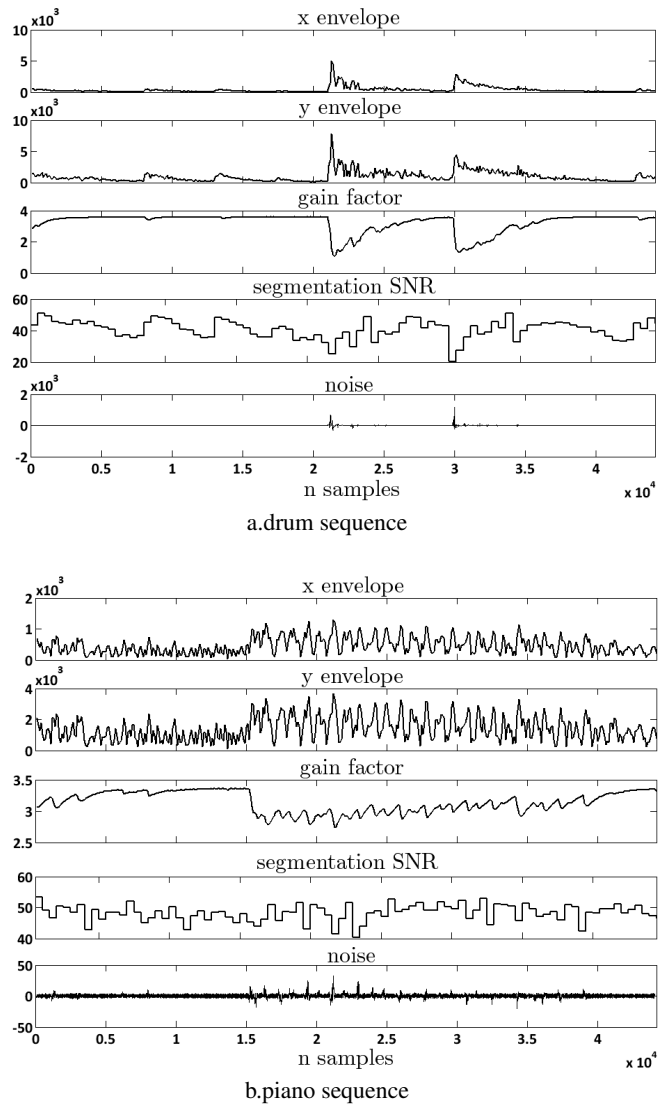 x envelope
10 x10³
5
0
y envelope
x10³
10
5
0
gain factor
4
2
0
segmentation SNR
60
40
20
noise
x10³
2
0
-2
0 0.5 1 1.5 2 2.5 3 3.5 4
n samples
x 10⁴
a.drum sequence
x envelope
2 x10³
1
0
y envelope
x10³
4
2
0
gain factor
3.5
3
2.5
segmentation SNR
60
50
40
noise
50
0
-50
0 0.5 1 1.5 2 2.5 3 3.5 4
n samples
x 10⁴
b.piano sequence